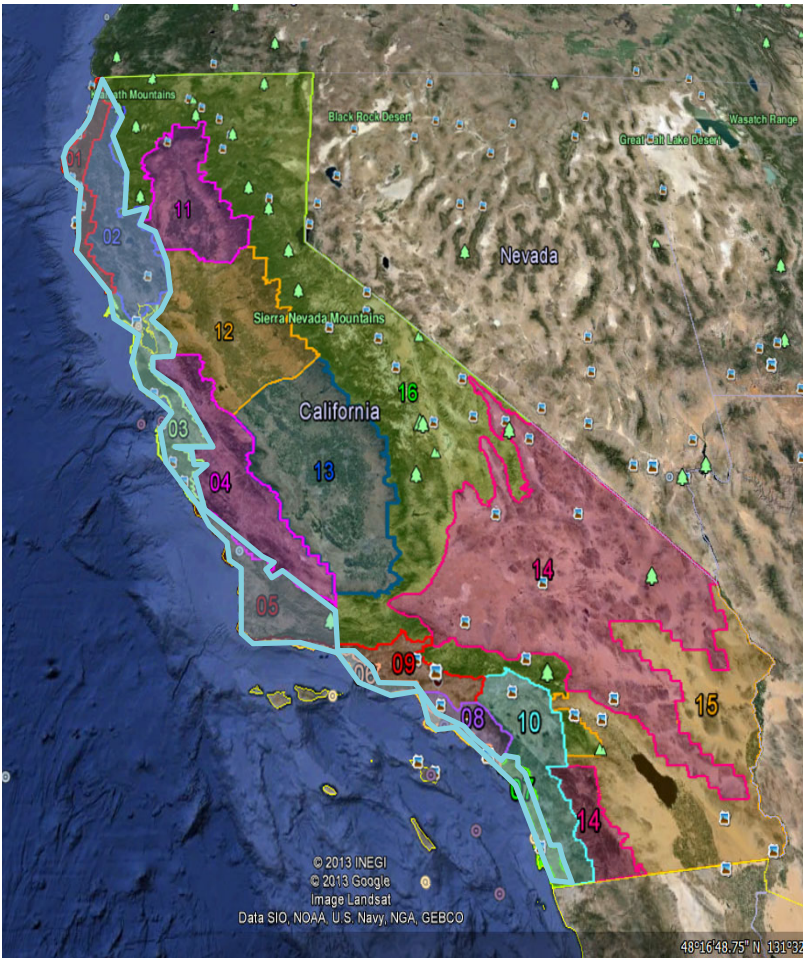 Klamath Mountains
Black Rock Desert
Wasatch Range
Great Salt Lake Desert
01
11
02
Nevada
12
Sierra Nevada Mountains
16
California
03
13
04
14
05
09
06
15
08
10
07
14
© 2013 INEGI
© 2013 Google
Image Landsat
Data SIO, NOAA, U.S. Navy, NGA, GEBCO
48°16'48.75" N 131°32